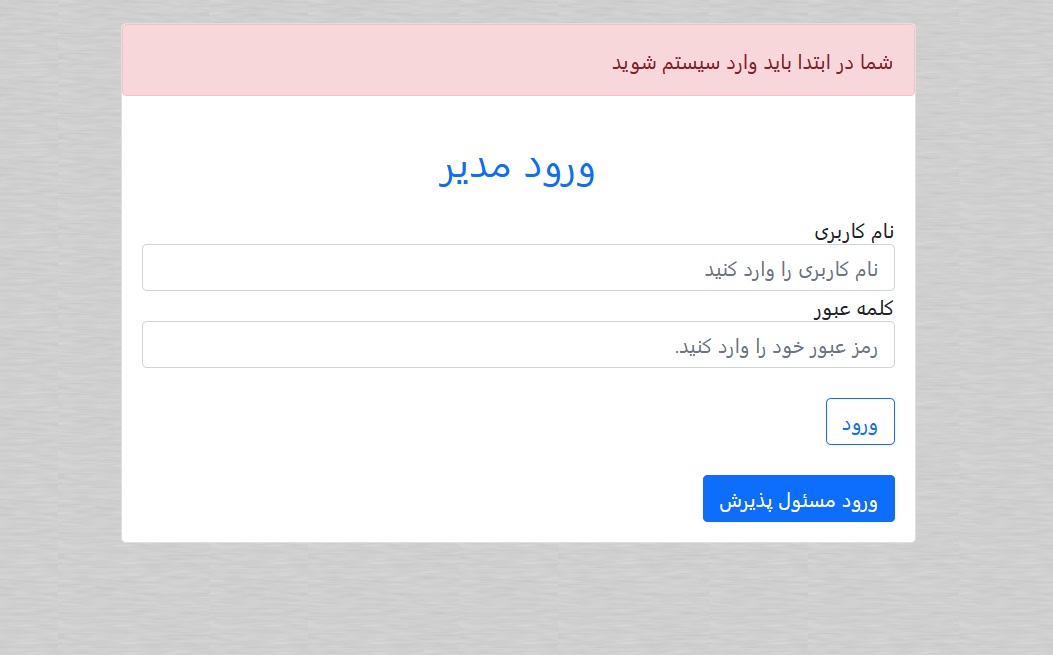 شما در ابتدا باید وارد سیستم شوید
ورود مدیر
نام کاربری
نام کاربری را وارد کنید
کلمه عبور
رمز عبور خود را وارد کنید.
ورود
ورود مسئول پذیرش